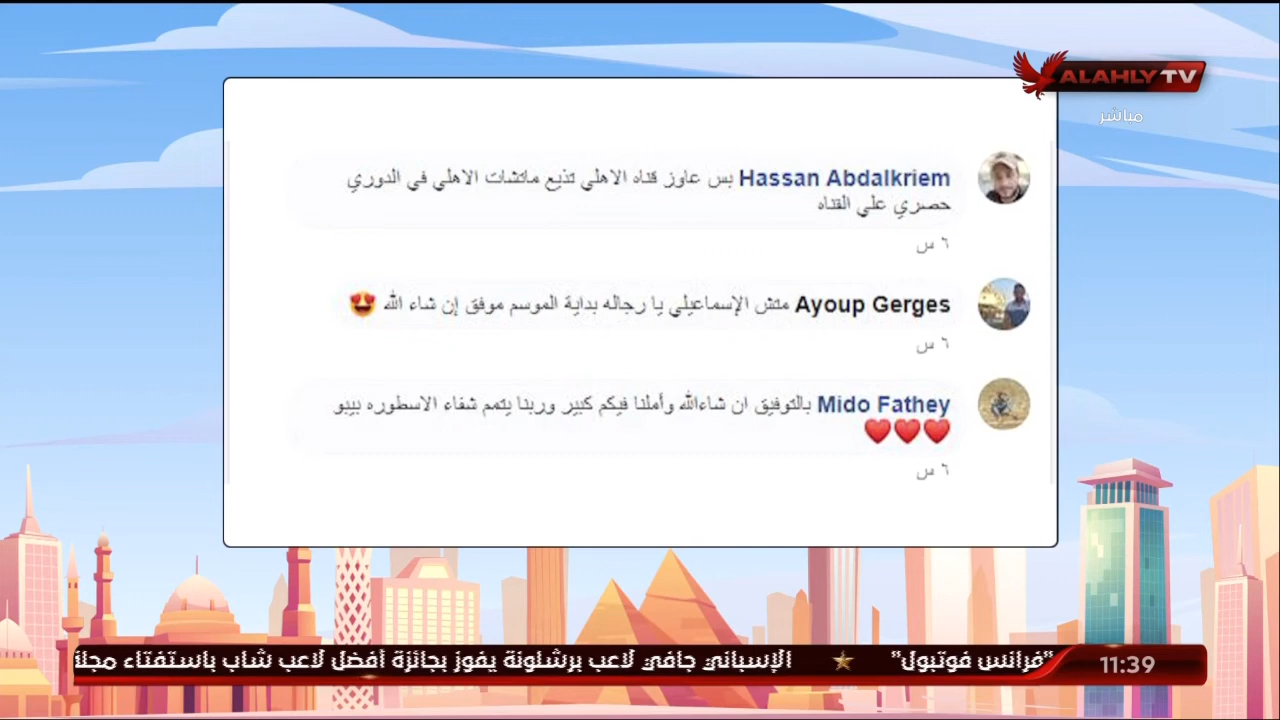 ALAHLY TV
مباشر
Hassan Abdalkriem بس عاوز قناه الاهلي تذيع ماتشات الاهلي في الدوري
حصري علي القناه
٦ س
Ayoup Gerges متش الإسماعيلي يا رجاله بداية الموسم موفق إن شاء الله 😍
٦ س
Mido Fathey بالتوفيق ان شاءالله وأملنا فيكم كبير وربنا يتمم شفاء الاسطوره بيبو
❤️❤️❤️
٦ س
"فرانس فوتبول" ★ الإسباني جافي لاعب برشلونة يفوز بجائزة أفضل لاعب شاب باستفتاء مجلة
11:39